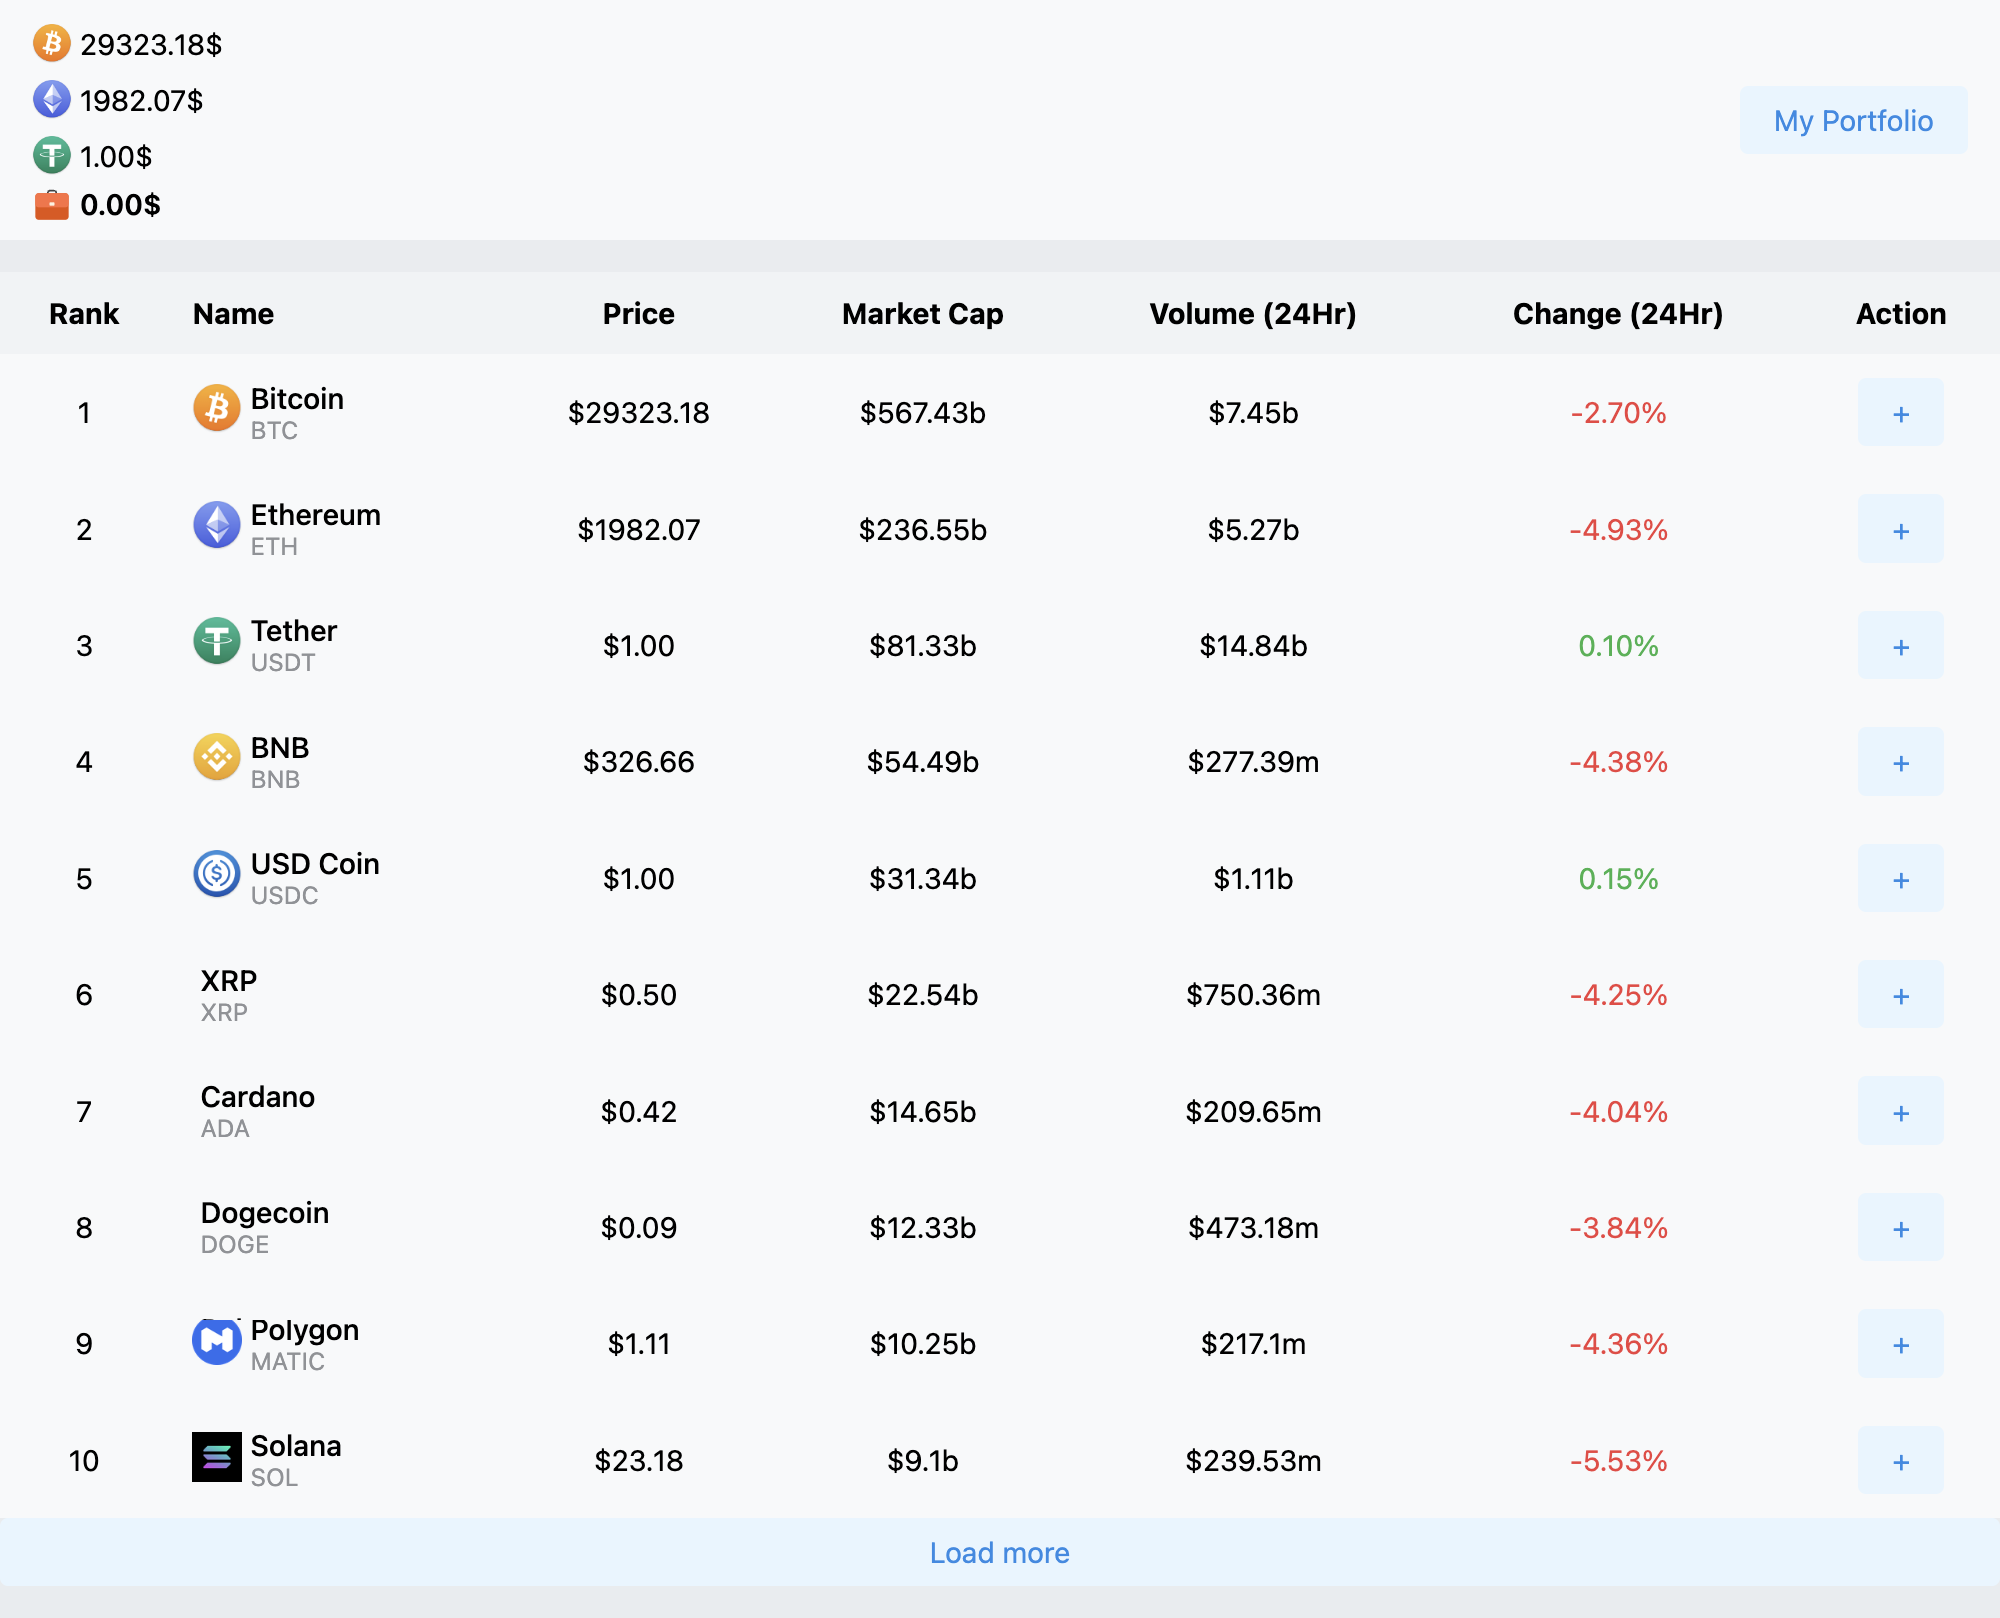 29323.18$
1982.07$
My Portfolio
1.00$
0.00$
Rank Name Price Market Cap Volume (24Hr) Change (24Hr) Action
1 Bitcoin $29323.18 $567.43b $7.45b -2.70% +
BTC
2 Ethereum $1982.07 $236.55b $5.27b -4.93% +
ETH
3 Tether $1.00 $81.33b $14.84b 0.10% +
USDT
4 BNB $326.66 $54.49b $277.39m -4.38% +
BNB
5 USD Coin $1.00 $31.34b $1.11b 0.15% +
USDC
6 XRP $0.50 $22.54b $750.36m -4.25% +
XRP
7 Cardano $0.42 $14.65b $209.65m -4.04% +
ADA
8 Dogecoin $0.09 $12.33b $473.18m -3.84% +
DOGE
9 Polygon $1.11 $10.25b $217.1m -4.36% +
MATIC
10 Solana $23.18 $9.1b $239.53m -5.53% +
SOL
Load more